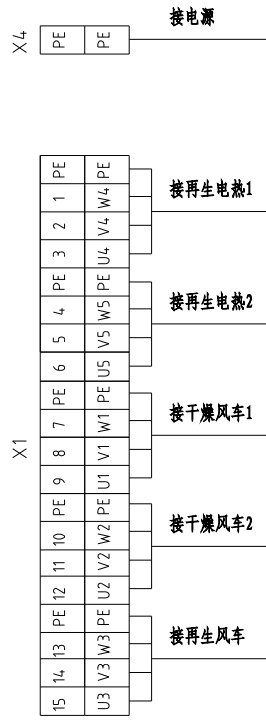 X4
PE PE
接电源
X1
PE PE
1 W4
2 V4
3 U4
接再生电热1
PE PE
4 W5
5 V5
6 U5
接再生电热2
PE PE
7 W1
8 V1
9 U1
接干燥风车1
PE PE
10 W2
11 V2
12 U2
接干燥风车2
PE PE
13 W3
14 V3
15 U3
接再生风车